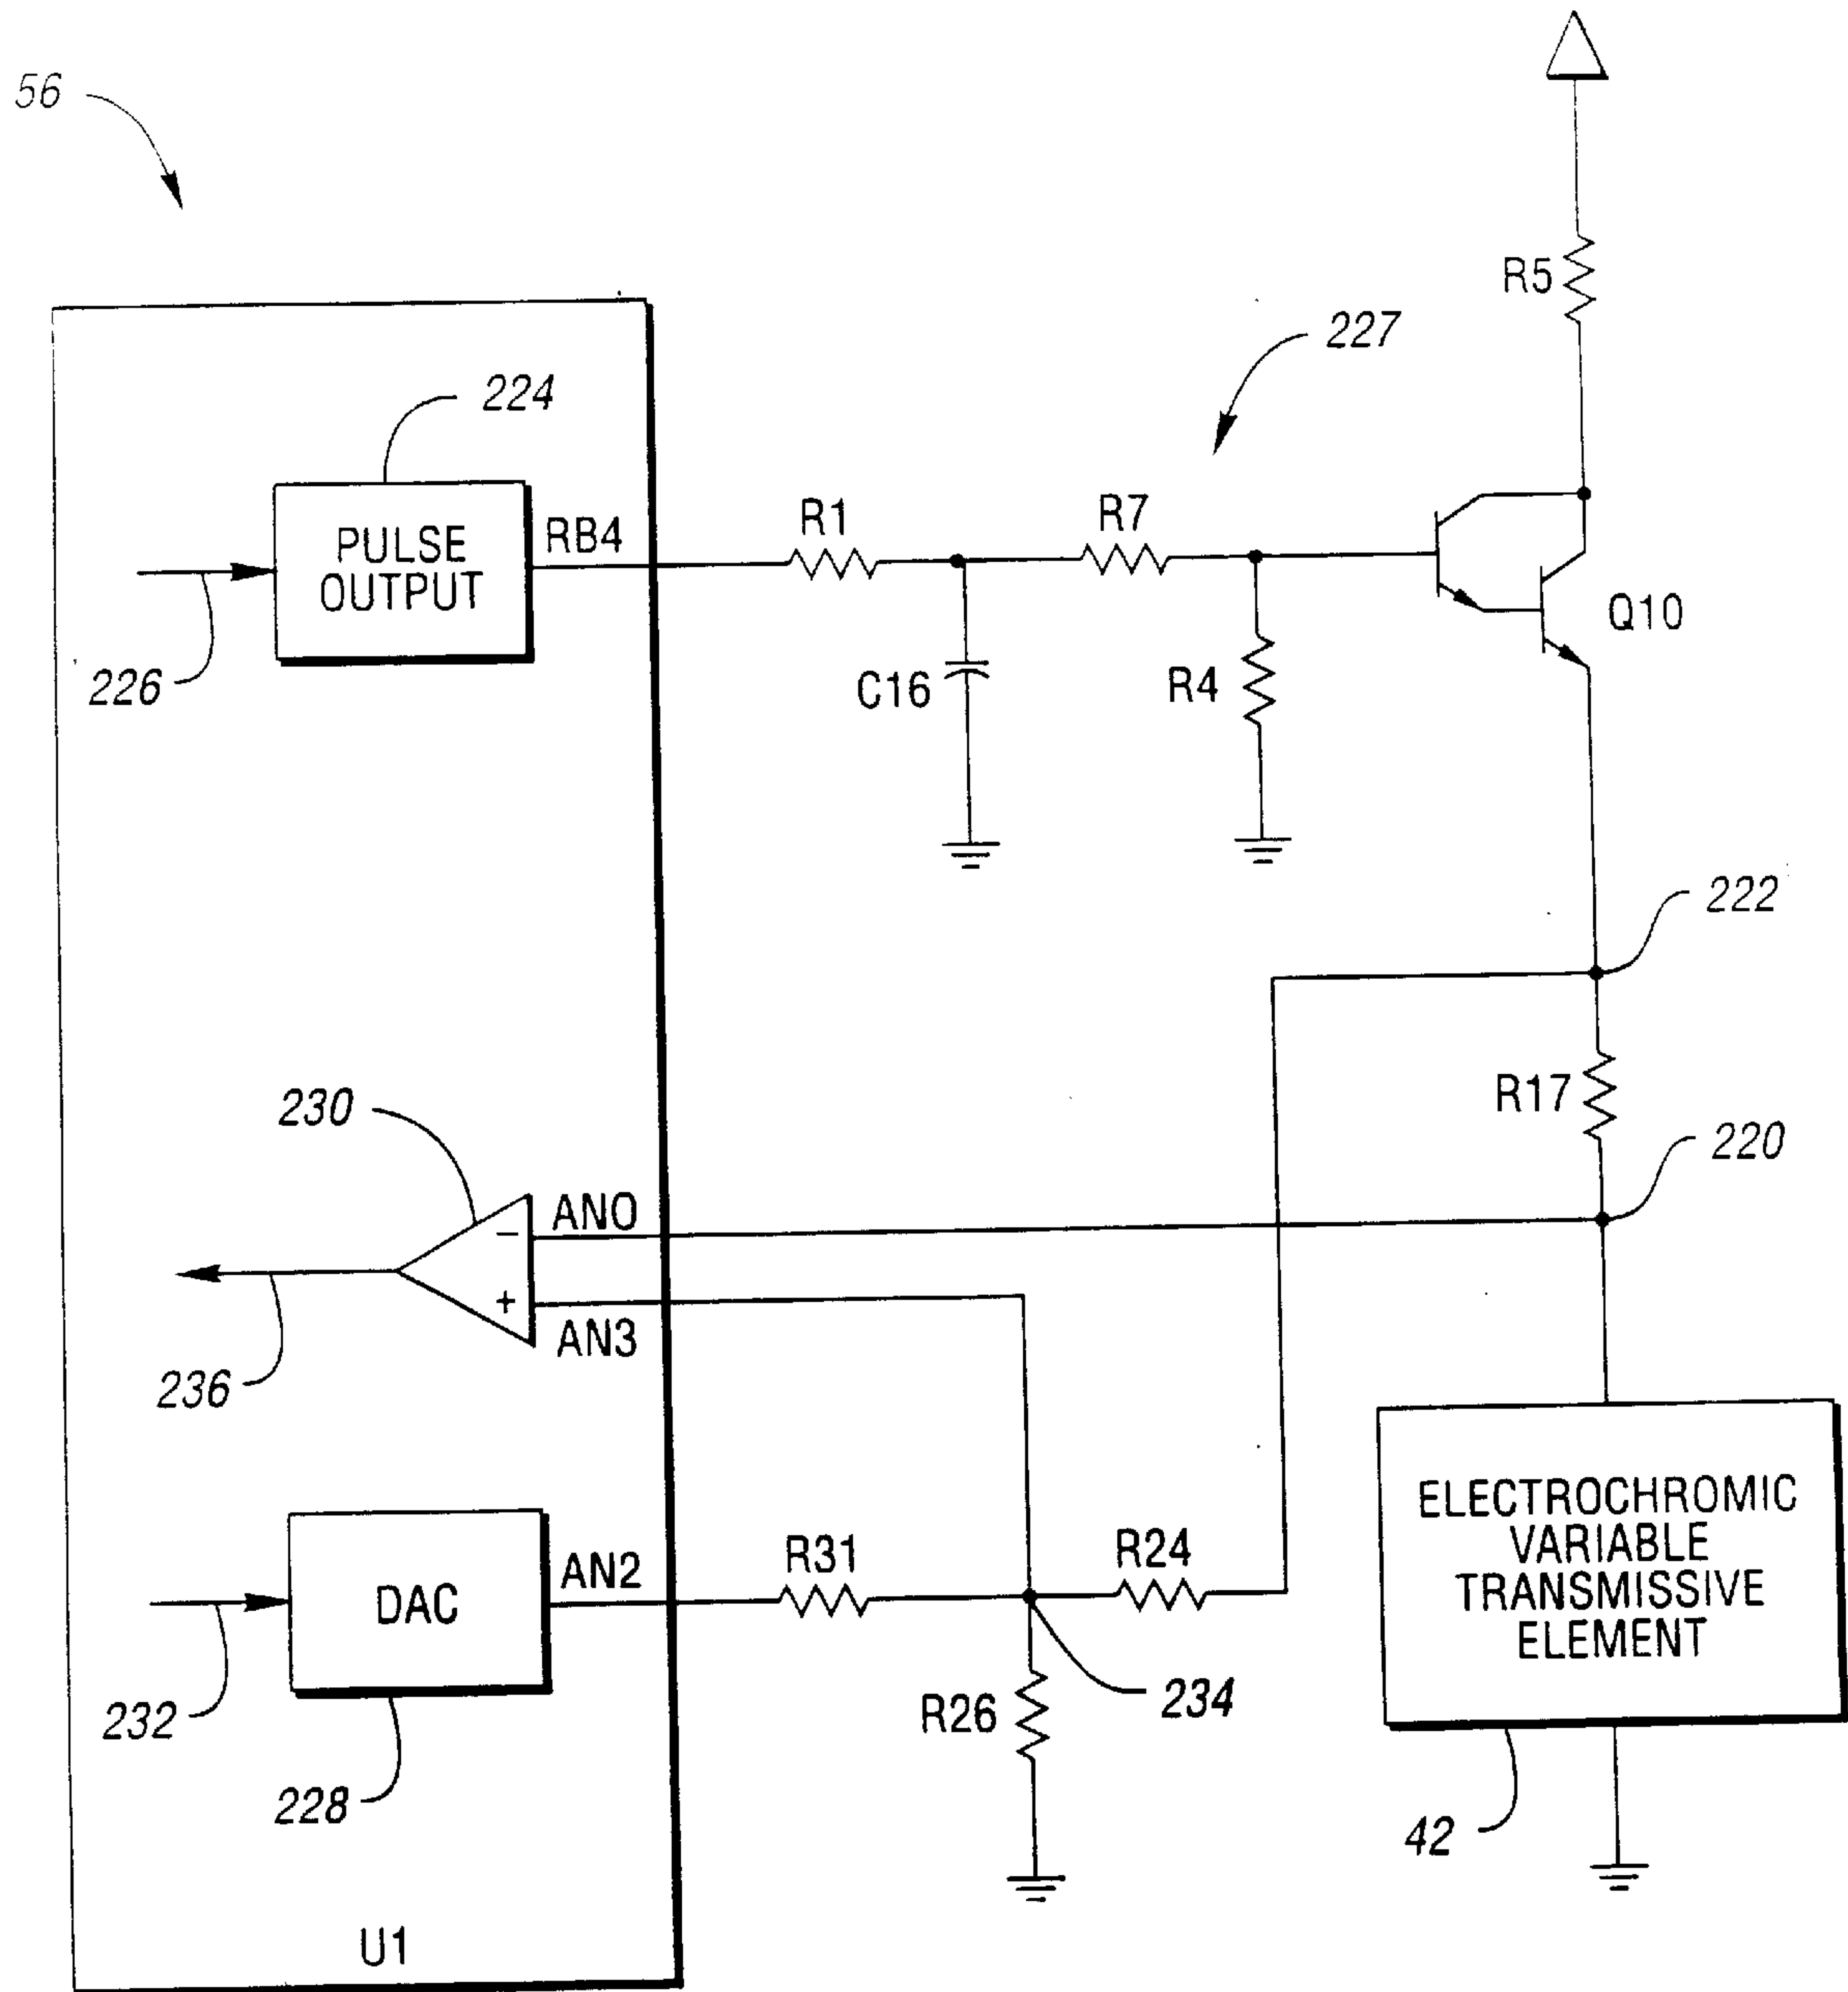 56
R5
227
224
PULSE
OUTPUT
RB4
R1
R7
Q10
226
C16
R4
222
R17
230
220
AN0
−
+
AN3
236
ELECTROCHROMIC
VARIABLE
TRANSMISSIVE
ELEMENT
R31
R24
AN2
DAC
232
R26
234
228
42
U1